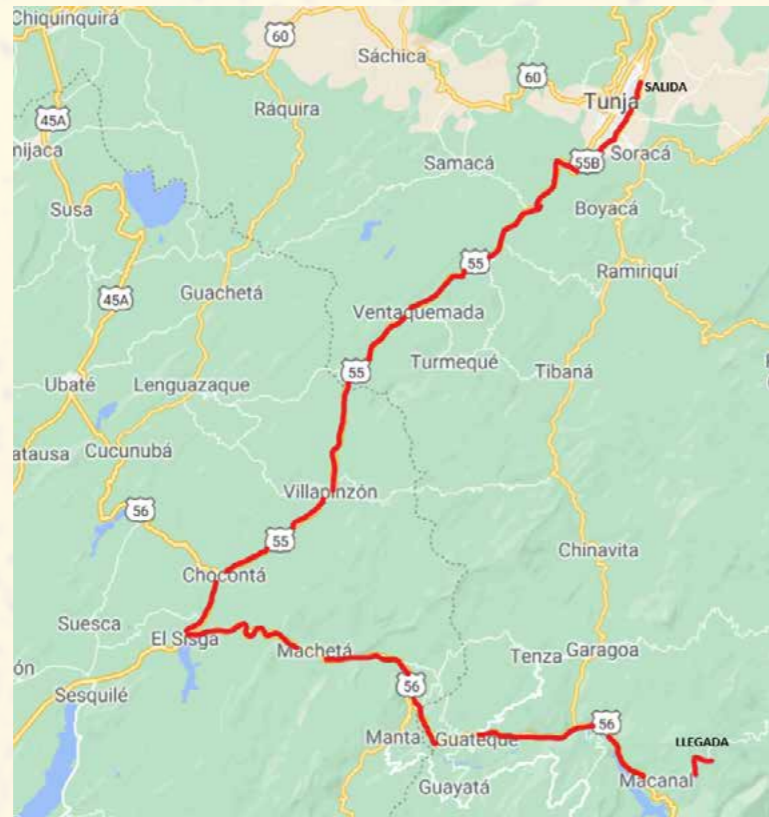 Chiquinquirá
60
Sáchica
60
SALIDA
Tunja
45A
Ráquira
nijaca
Samacá
55B
Soracá
Susa
Boyacá
55
Ramiriquí
45A
Guachetá
Ventaquemada
Turmequé
55
Tibaná
Ubaté
Lenguazaque
Cucunubá
atausa
Villapinzón
56
55
Chinavita
Chocontá
Suesca
El Sisga
Machetá
Tenza
Garagoa
ón
Sesquilé
56
56
Manta
Guateque
LLEGADA
Macanal
Guayatá